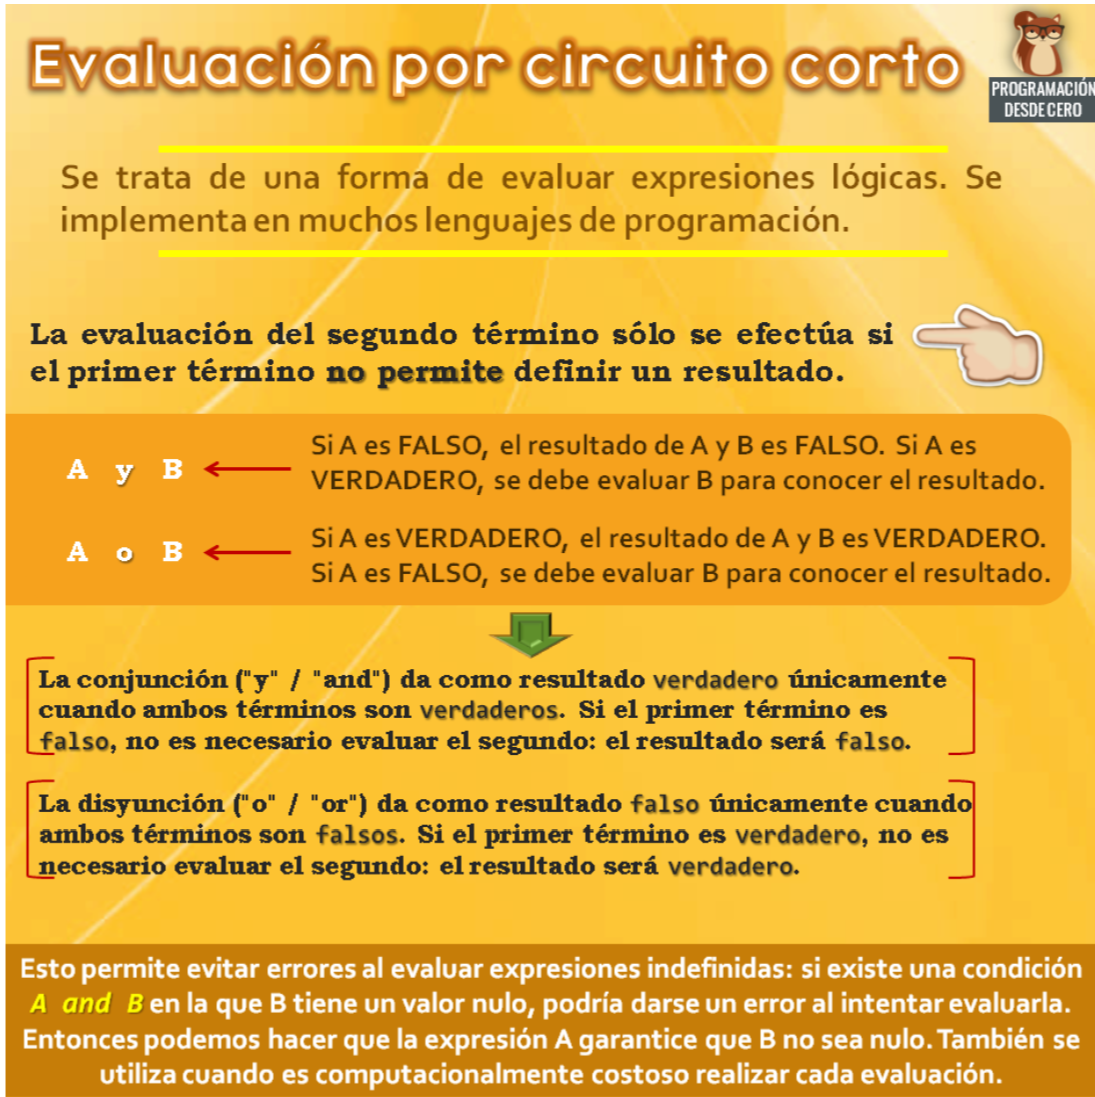 Evaluación por circuito corto
PROGRAMACIÓN
DESDE CERO
Se trata de una forma de evaluar expresiones lógicas. Se
implementa en muchos lenguajes de programación.
La evaluación del segundo término sólo se efectúa si
el primer término no permite definir un resultado.
A y B
Si A es FALSO, el resultado de A y B es FALSO. Si A es
VERDADERO, se debe evaluar B para conocer el resultado.
A o B
Si A es VERDADERO, el resultado de A y B es VERDADERO.
Si A es FALSO, se debe evaluar B para conocer el resultado.
La conjunción ("y" / "and") da como resultado verdadero únicamente
cuando ambos términos son verdaderos. Si el primer término es
falso, no es necesario evaluar el segundo: el resultado será falso.
La disyunción ("o" / "or") da como resultado falso únicamente cuando
ambos términos son falsos. Si el primer término es verdadero, no es
necesario evaluar el segundo: el resultado será verdadero.
Esto permite evitar errores al evaluar expresiones indefinidas: si existe una condición
A and B en la que B tiene un valor nulo, podría darse un error al intentar evaluarla.
Entonces podemos hacer que la expresión A garantice que B no sea nulo. También se
utiliza cuando es computacionalmente costoso realizar cada evaluación.